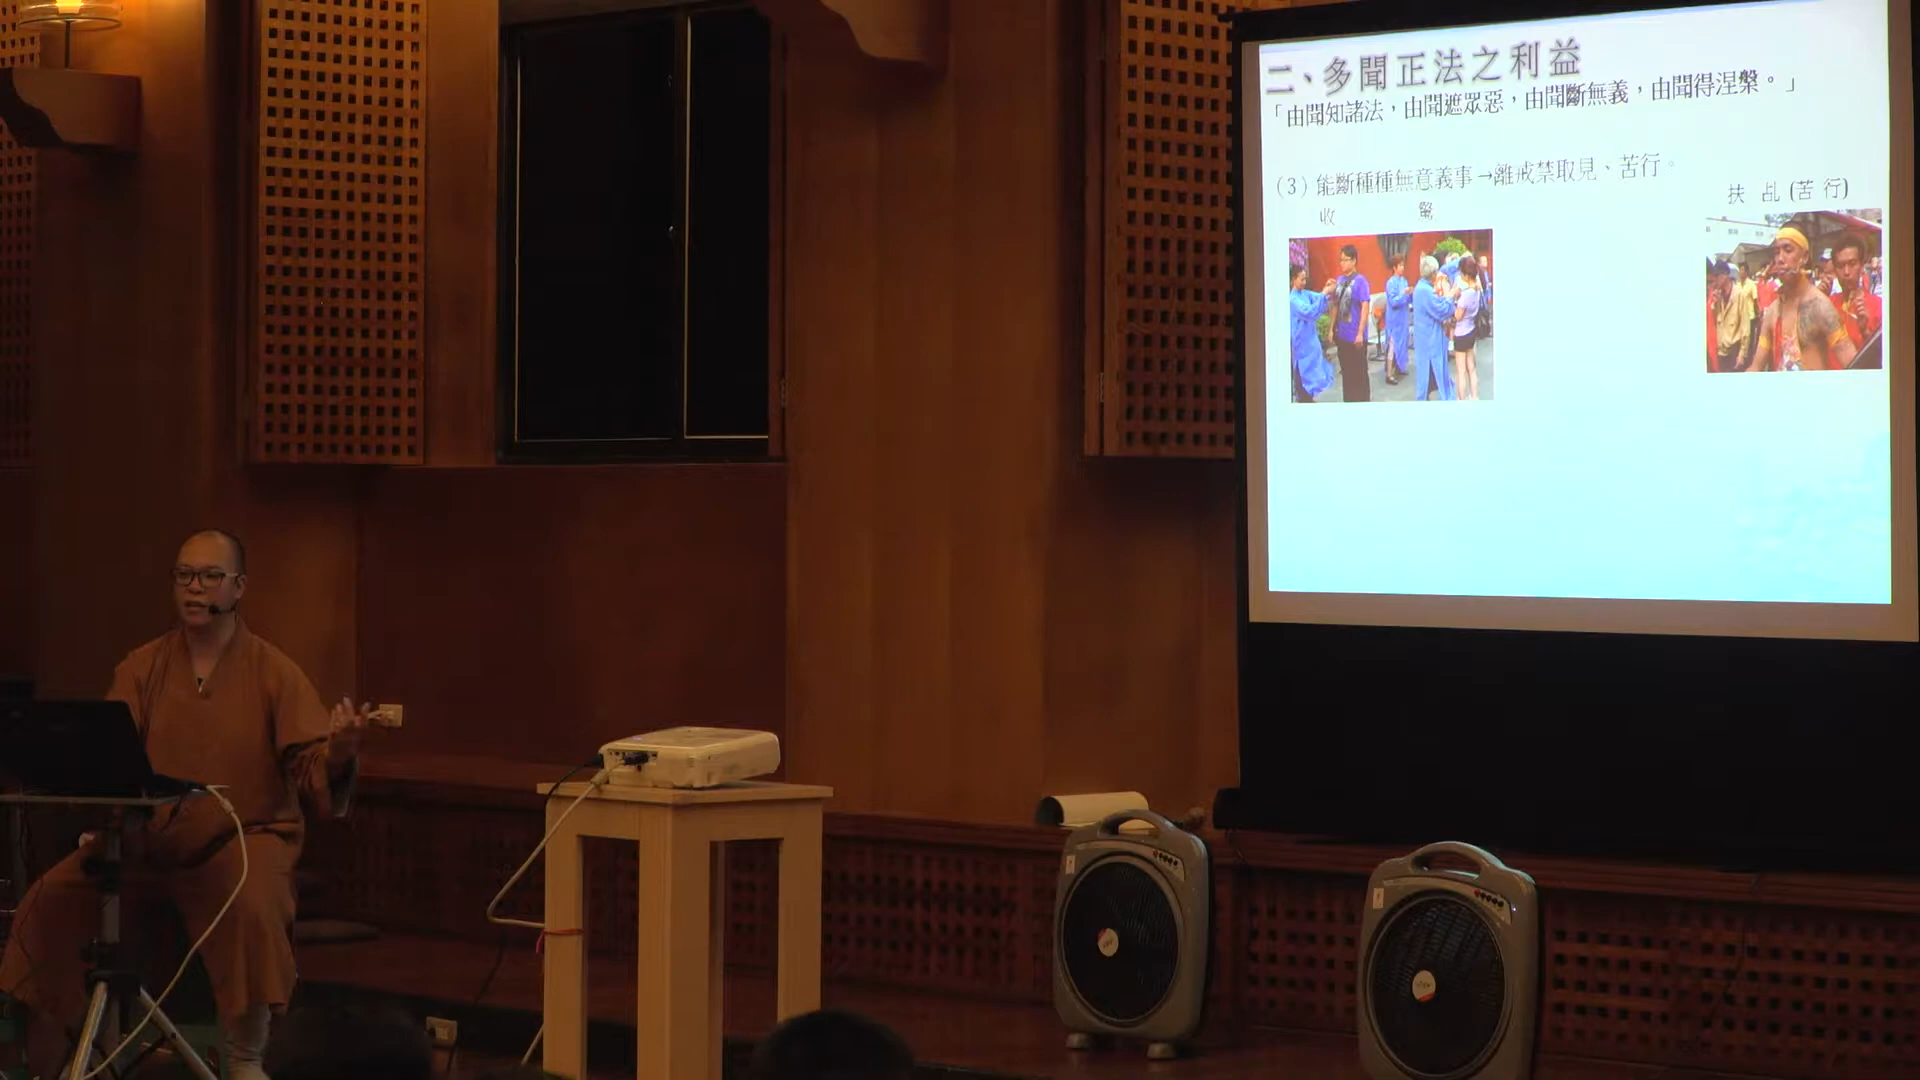 二、多聞正法之利益
「由聞知諸法，由聞遮眾惡，由聞斷無義，由聞得涅槃。」
(3) 能斷種種無意義事→離戒禁取見、苦行。
收 驚
扶 乩 (苦 行)